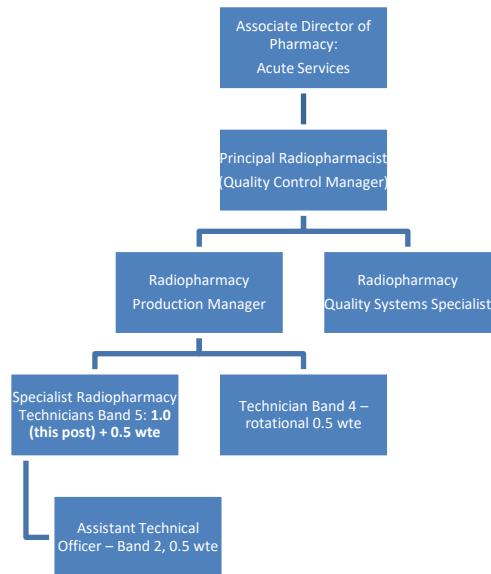 Associate Director of
Pharmacy:
Acute Services
Principal Radiopharmacist
(Quality Control Manager)
Radiopharmacy
Production Manager
Radiopharmacy
Quality Systems Specialist
Specialist Radiopharmacy
Technicians Band 5: 1.0
(this post) + 0.5 wte
Technician Band 4 –
rotational 0.5 wte
Assistant Technical
Officer – Band 2, 0.5 wte